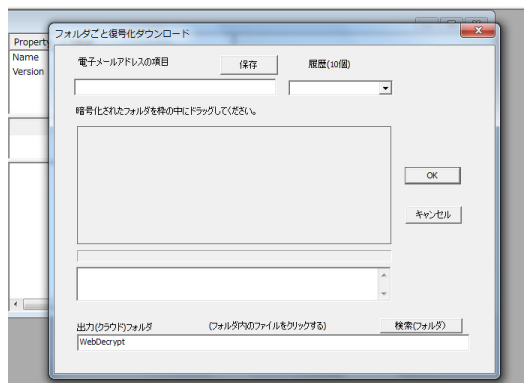 Property
Name
Version
フォルダごと復号化ダウンロード
電子メールアドレスの項目
保存
履歴(10個)
暗号化されたフォルダを枠の中にドラッグしてください。
OK
キャンセル
出力(クラウド)フォルダ
(フォルダ内のファイルをクリックする)
検索(フォルダ)
WebDecrypt